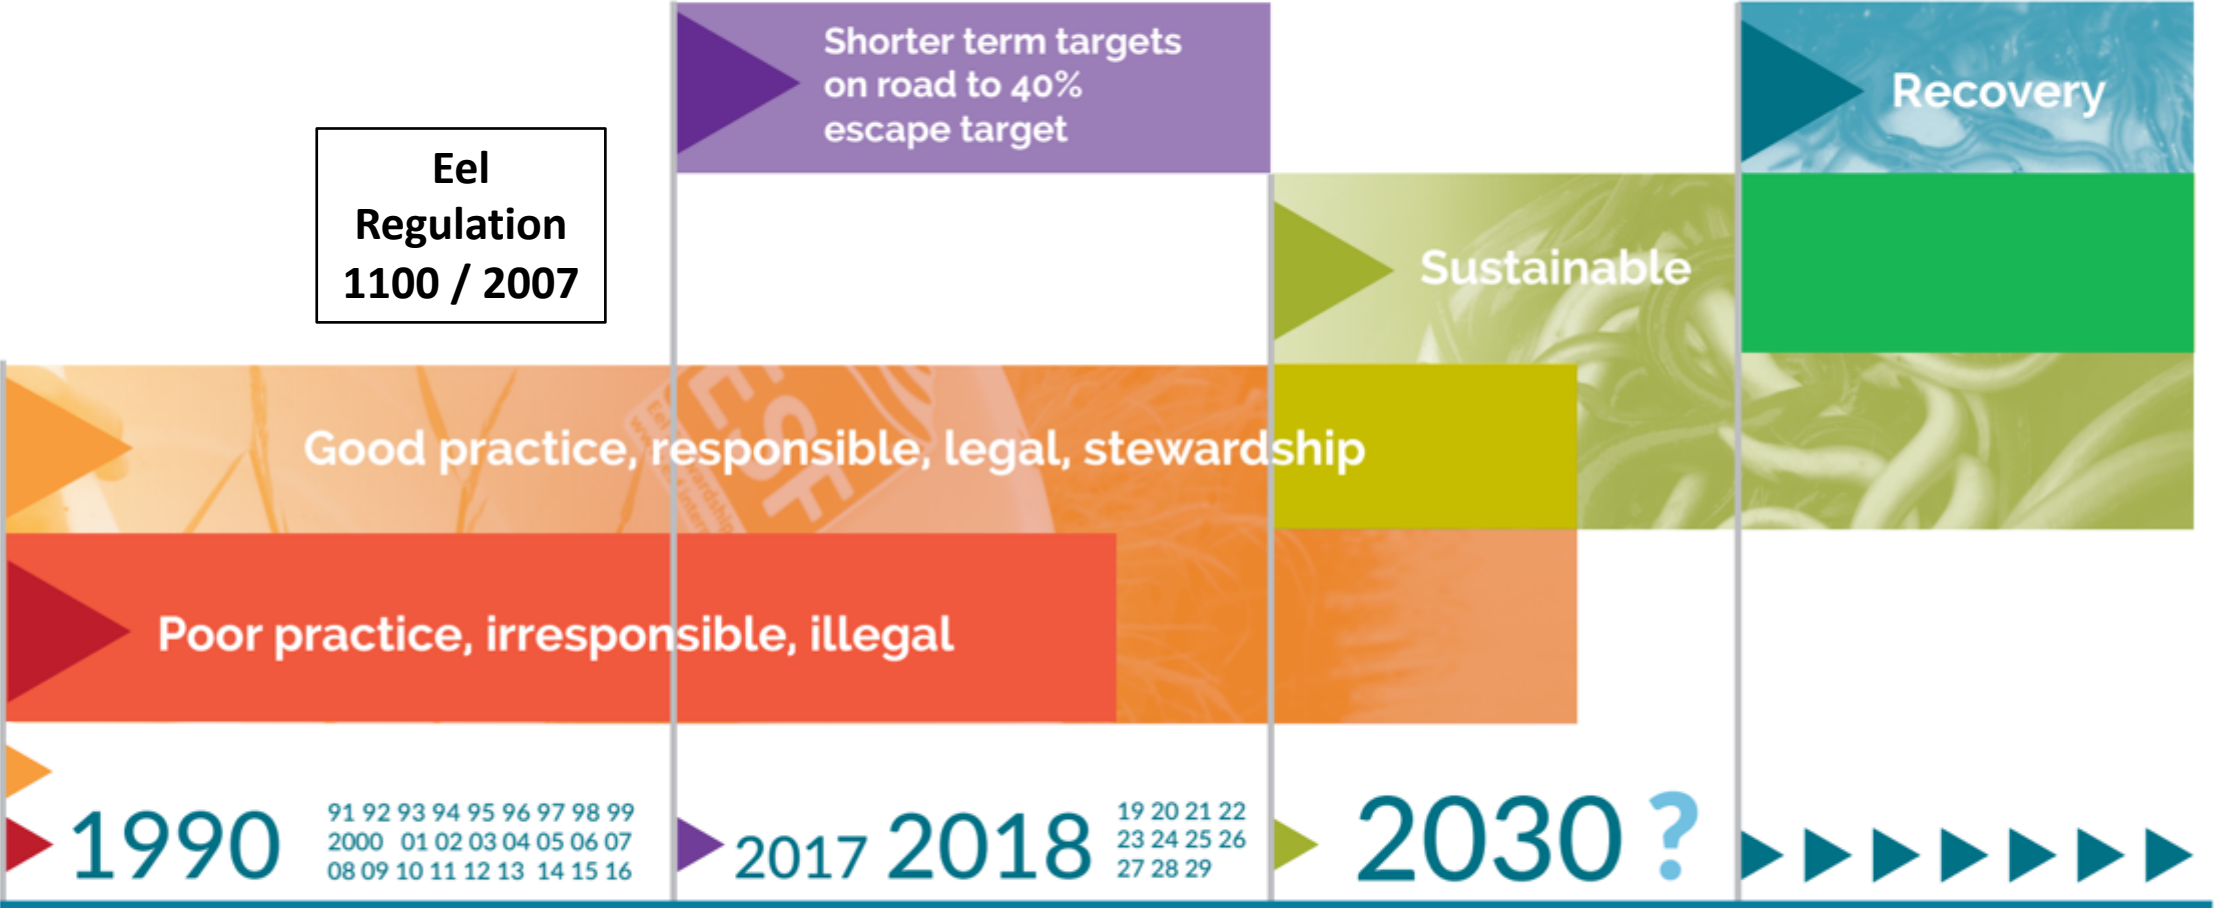 Shorter term targets
on road to 40%
escape target
Recovery
Eel
Regulation
1100 / 2007
Sustainable
ESF
Good practice, responsible, legal, stewardship
Poor practice, irresponsible, illegal
1990
91 92 93 94 95 96 97 98 99
2000 01 02 03 04 05 06 07
08 09 10 11 12 13 14 15 16
2017 2018
19 20 21 22
23 24 25 26
27 28 29
2030 ?